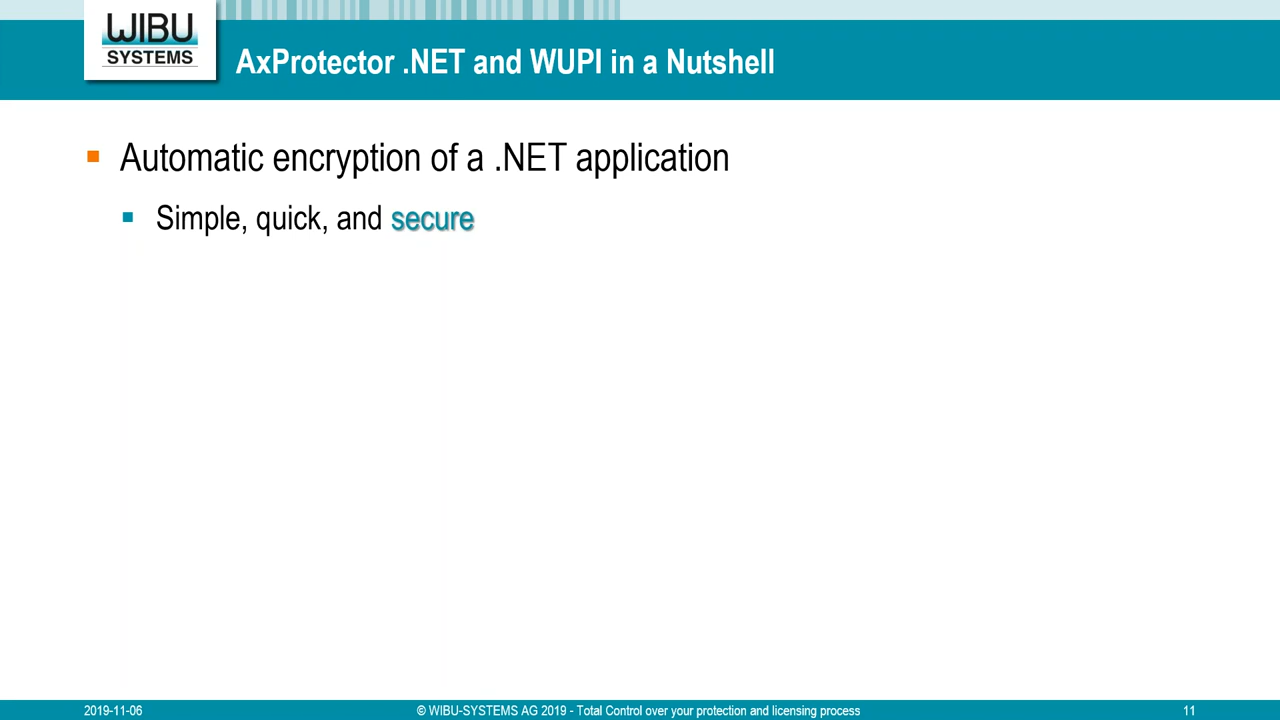 WIBU
SYSTEMS
AxProtector .NET and WUPI in a Nutshell
Automatic encryption of a .NET application
Simple, quick, and secure
2019-11-06
© WIBU-SYSTEMS AG 2019 - Total Control over your protection and licensing process
11